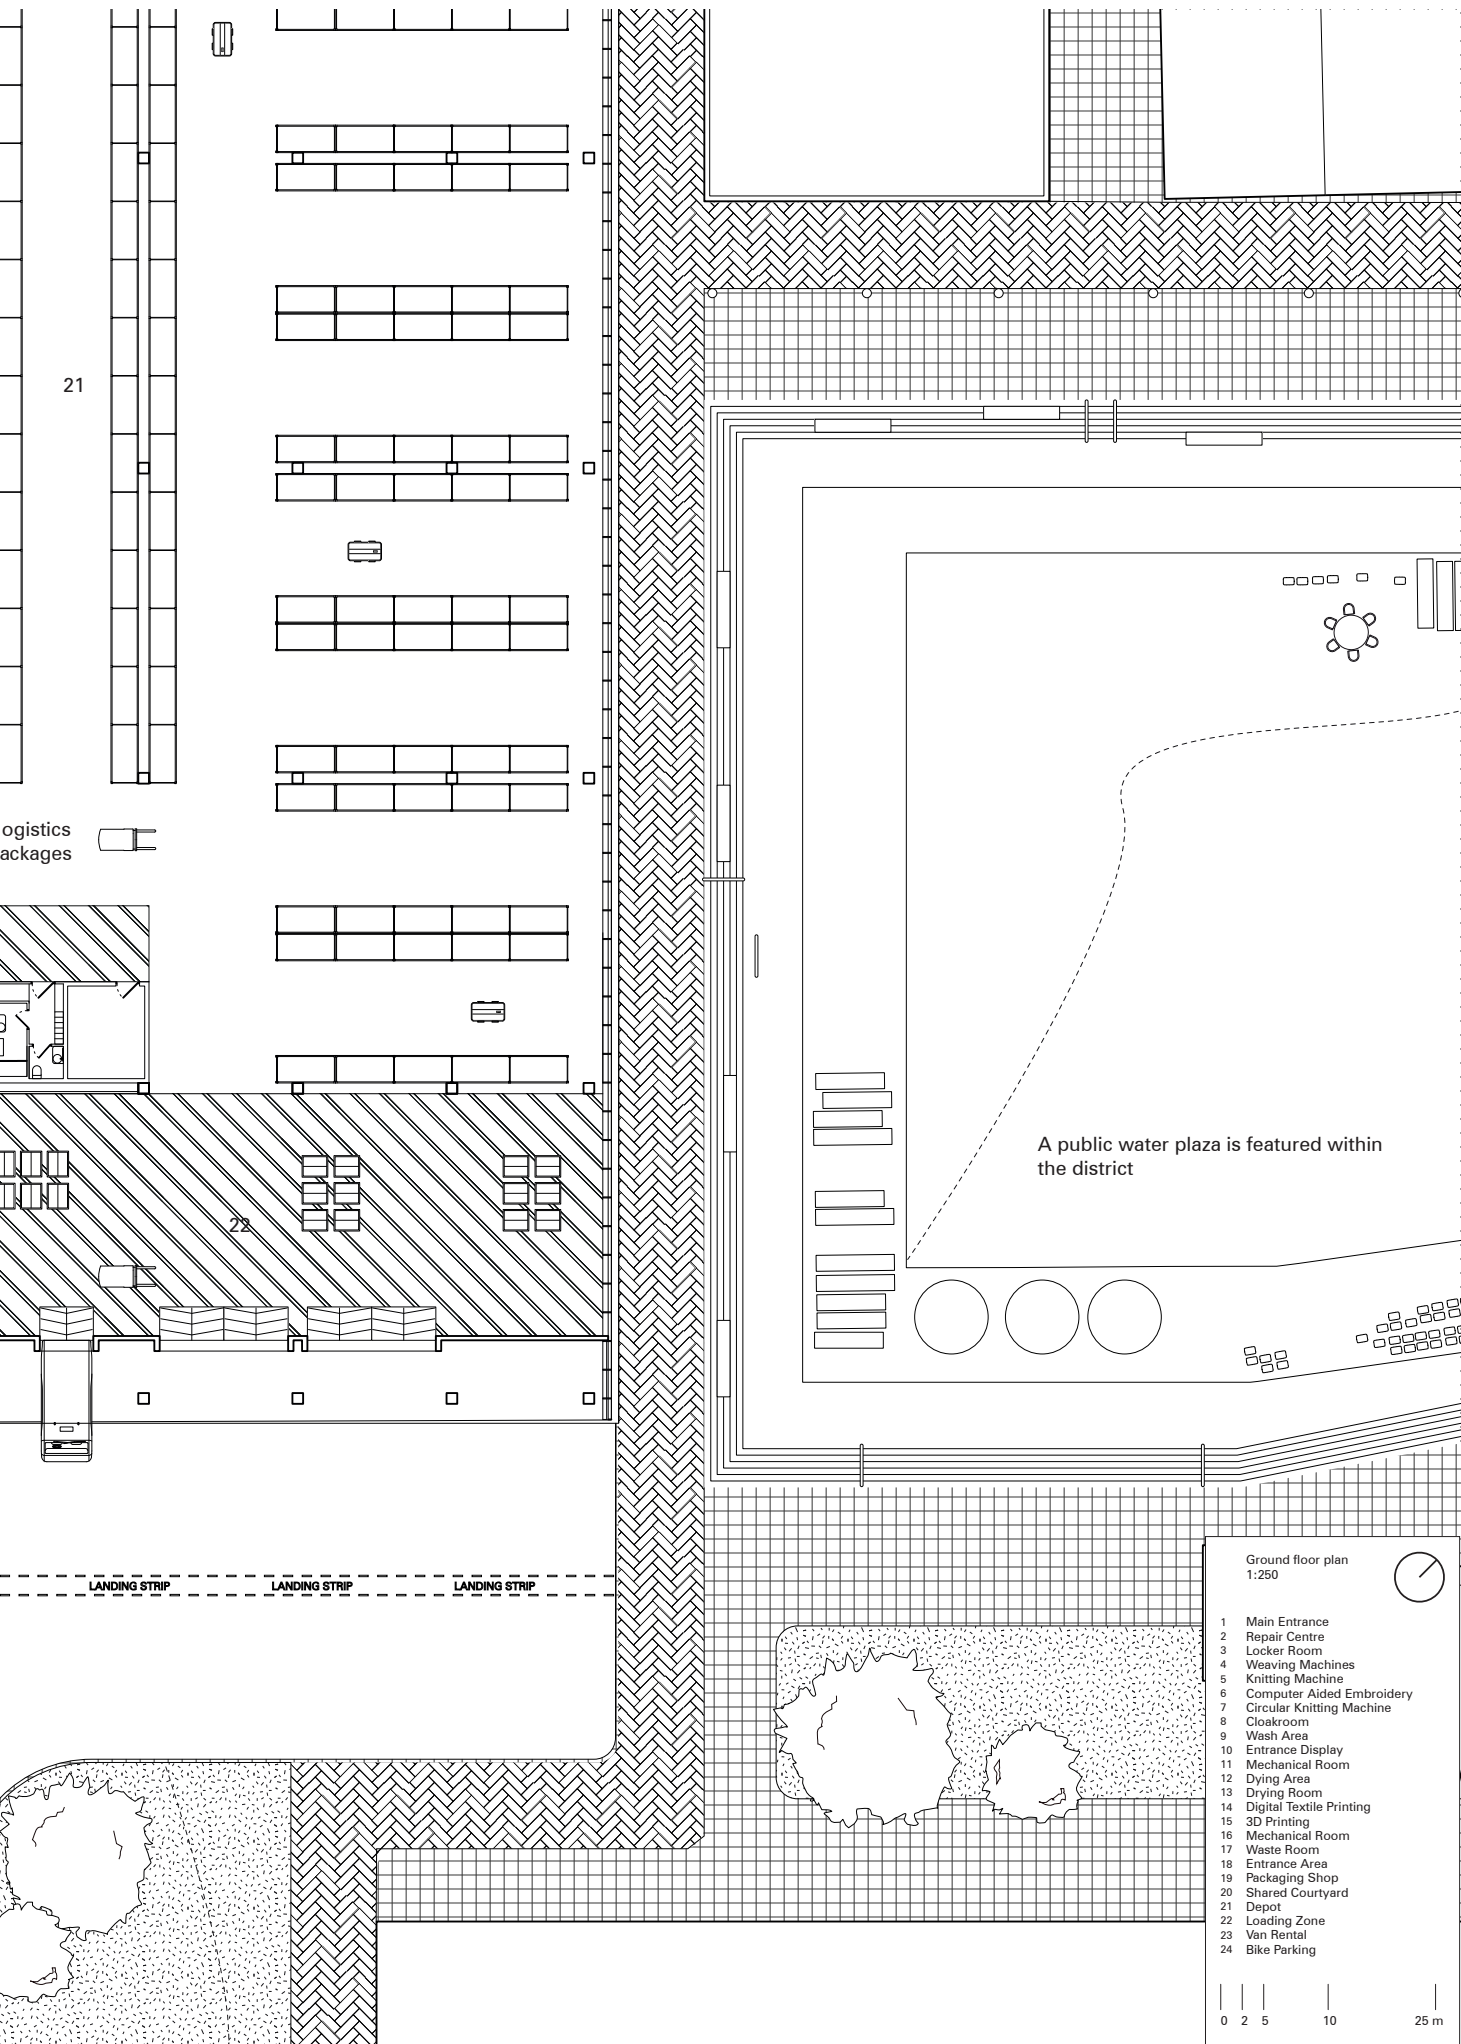 21
ogistics
ackages
A public water plaza is featured within
the district
22
LANDING STRIP LANDING STRIP LANDING STRIP
Ground floor plan
1:250
1 Main Entrance
2 Repair Centre
3 Locker Room
4 Weaving Machines
5 Knitting Machine
6 Computer Aided Embroidery
7 Circular Knitting Machine
8 Cloakroom
9 Wash Area
10 Entrance Display
11 Mechanical Room
12 Dying Area
13 Drying Room
14 Digital Textile Printing
15 3D Printing
16 Mechanical Room
17 Waste Room
18 Entrance Area
19 Packaging Shop
20 Shared Courtyard
21 Depot
22 Loading Zone
23 Van Rental
24 Bike Parking
0 2 5 10 25 m